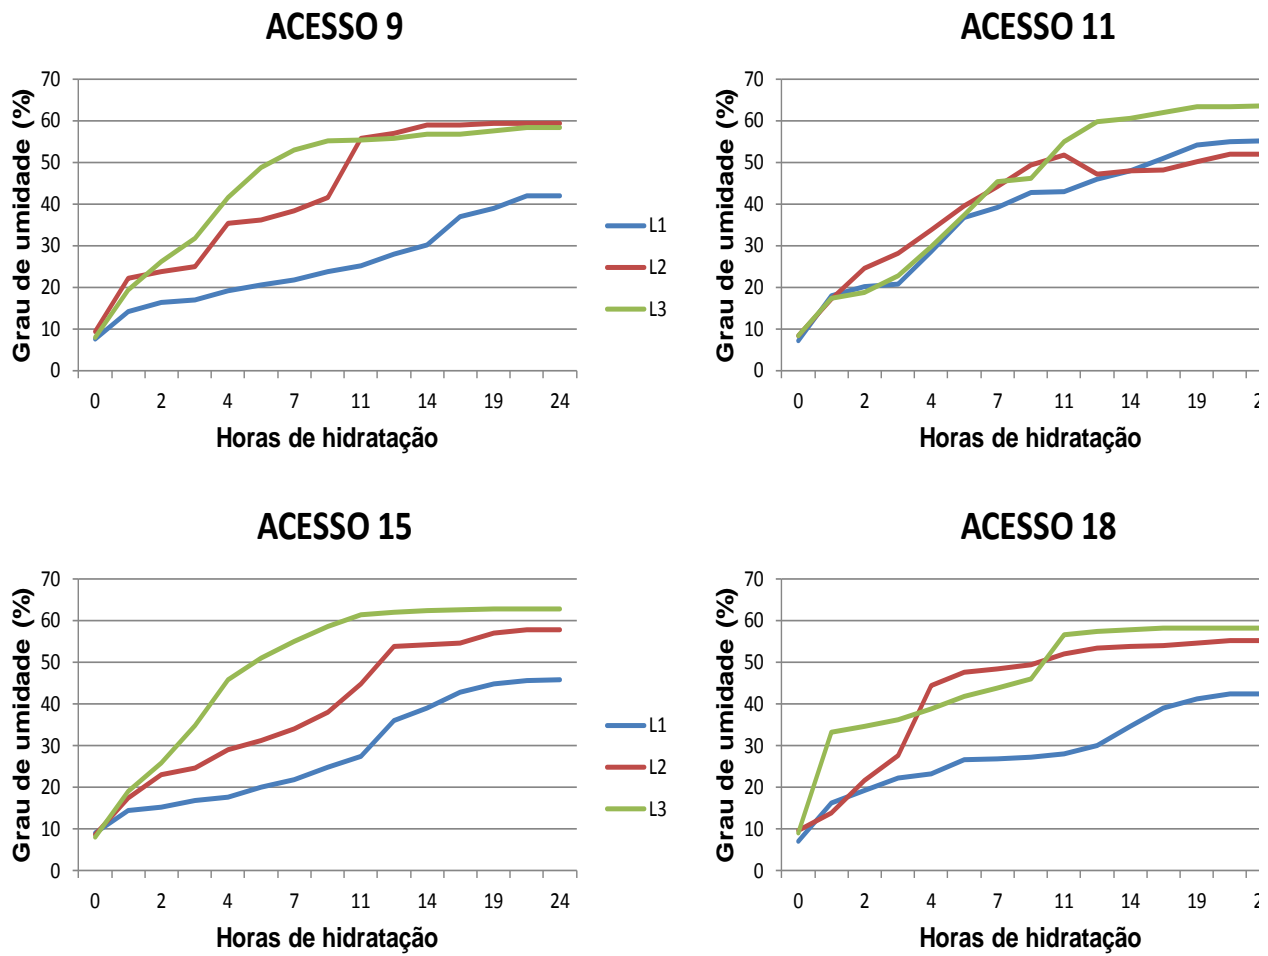 ACESSO 9
Grau de umidade (%)
70
60
50
40
30
20
10
0
0 2 4 7 11 14 19 24
Horas de hidratação
L1
L2
L3
ACESSO 11
Grau de umidade (%)
70
60
50
40
30
20
10
0
0 2 4 7 11 14 19 2
Horas de hidratação
ACESSO 15
Grau de umidade (%)
70
60
50
40
30
20
10
0
0 2 4 7 11 14 19 24
Horas de hidratação
L1
L2
L3
ACESSO 18
Grau de umidade (%)
70
60
50
40
30
20
10
0
0 2 4 7 11 14 19 2
Horas de hidratação